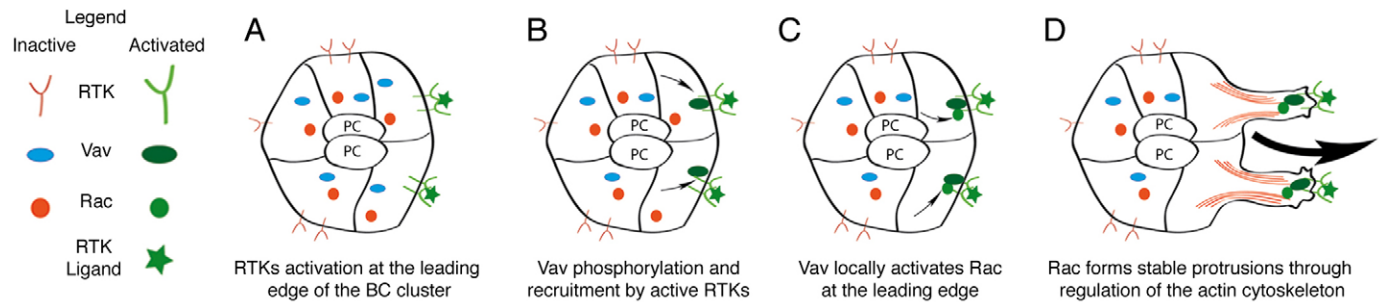 Legend
Inactive Activated
RTK
Vav
Rac
RTK
Ligand
A
PC
PC
RTKs activation at the leading
edge of the BC cluster
B
PC
PC
Vav phosphorylation and
recruitment by active RTKs
C
PC
PC
Vav locally activates Rac
at the leading edge
D
PC
PC
Rac forms stable protrusions through
regulation of the actin cytoskeleton